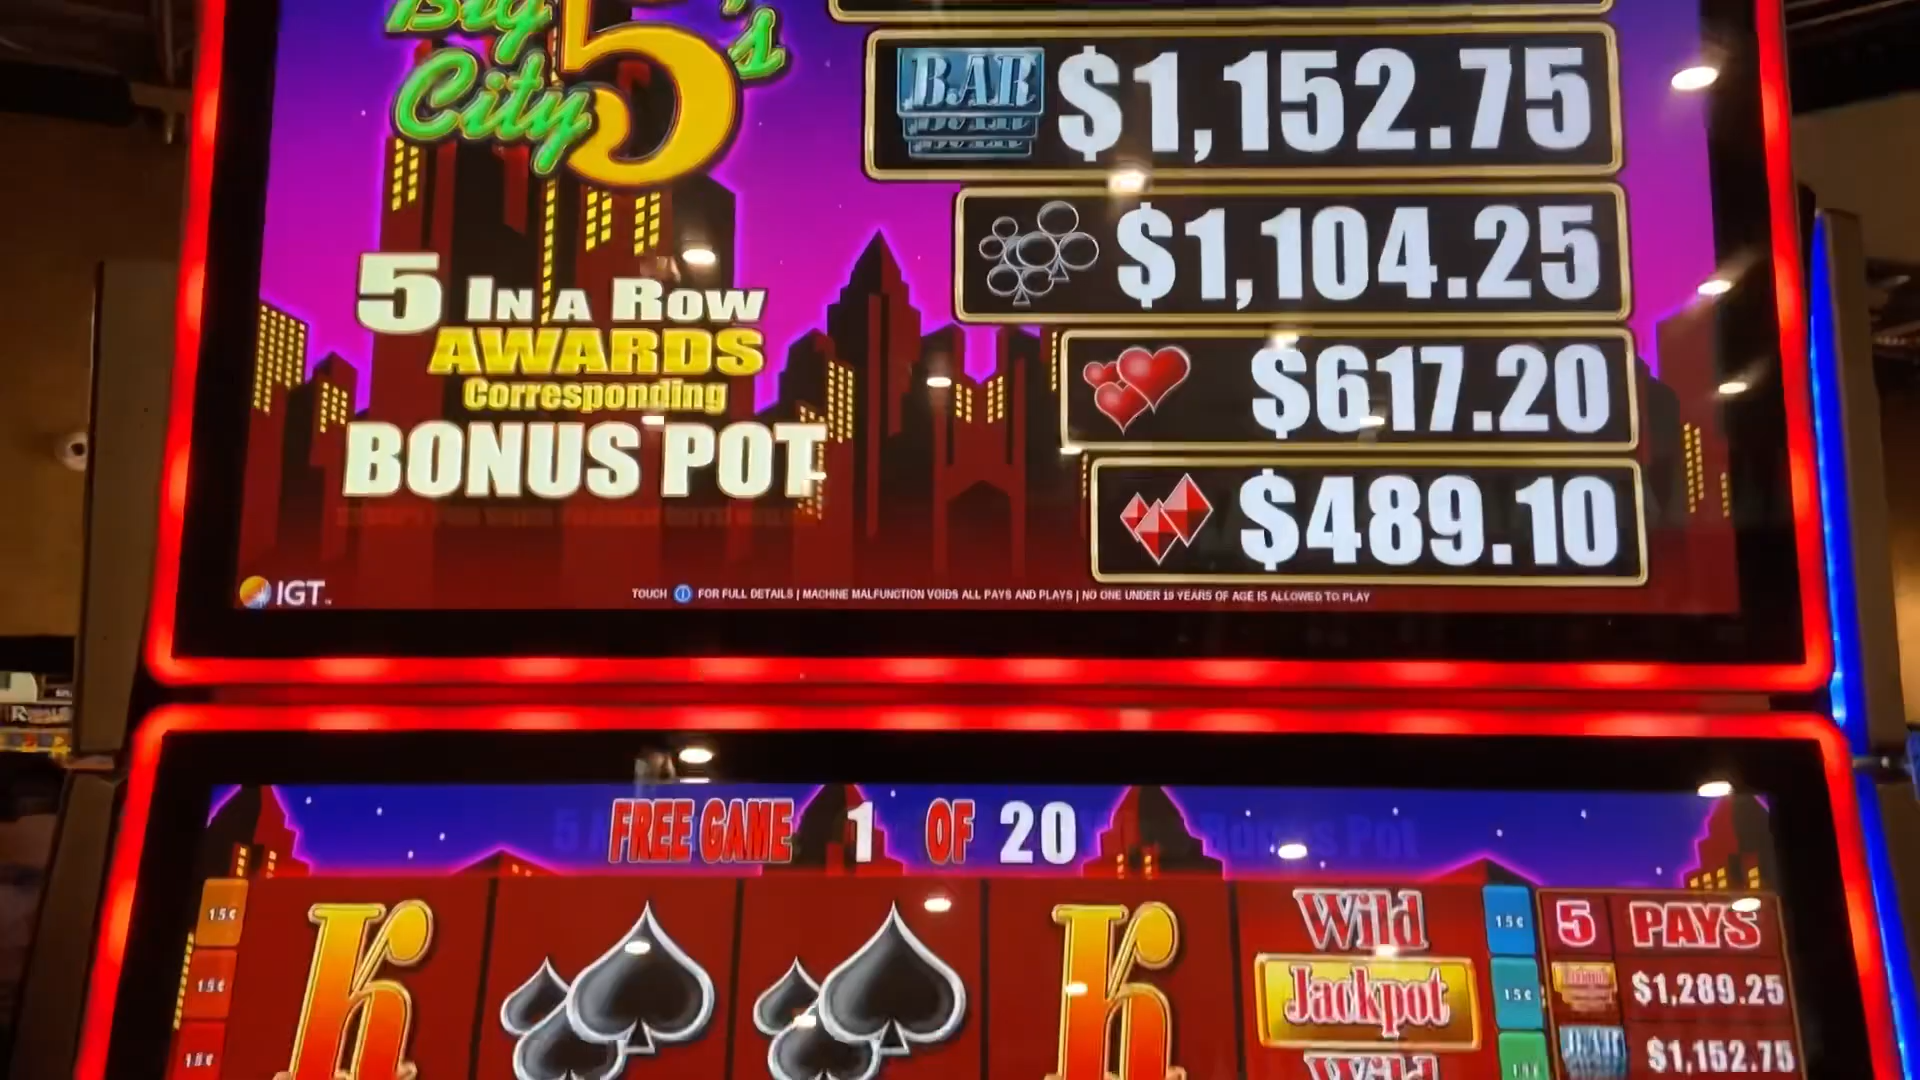 Big
City
5's
BAR
$1,152.75
$1,104.25
5 IN A ROW
AWARDS
Corresponding
BONUS POT
$617.20
$489.10
IGT
TOUCH ⓘ FOR FULL DETAILS | MACHINE MALFUNCTION VOIDS ALL PAYS AND PLAYS | NO ONE UNDER 19 YEARS OF AGE IS ALLOWED TO PLAY
FREE GAME 1 OF 20
15¢
15¢
15¢
K
K
Wild
Jackpot
Wild
15¢
15¢
5 PAYS
$1,289.25
BAR
$1,152.75